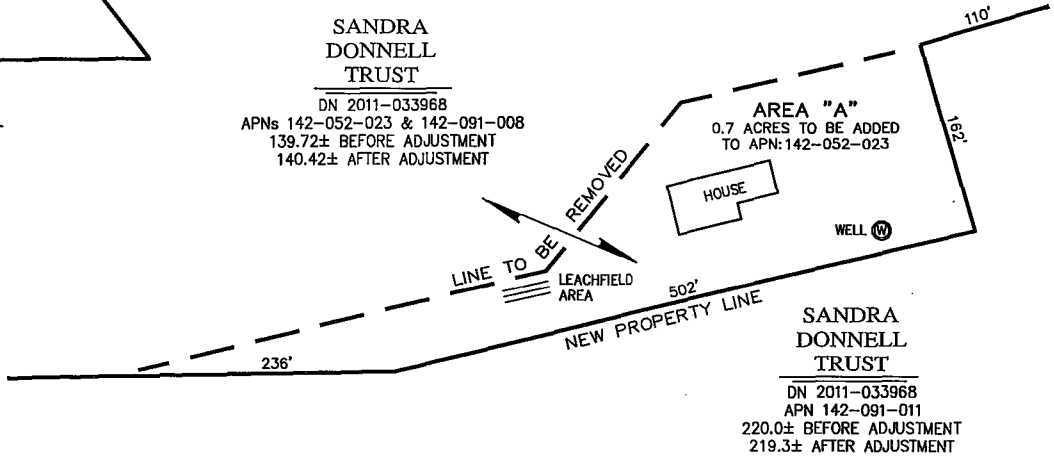 110'
SANDRA
DONNELL
TRUST
DN 2011-033968
APNs 142-052-023 & 142-091-008
139.72± BEFORE ADJUSTMENT
140.42± AFTER ADJUSTMENT
AREA "A"
0.7 ACRES TO BE ADDED
TO APN: 142-052-023
162'
HOUSE
WELL W
LINE TO BE REMOVED
LEACHFIELD
AREA
502'
NEW PROPERTY LINE
236'
SANDRA
DONNELL
TRUST
DN 2011-033968
APN 142-091-011
220.0± BEFORE ADJUSTMENT
219.3± AFTER ADJUSTMENT